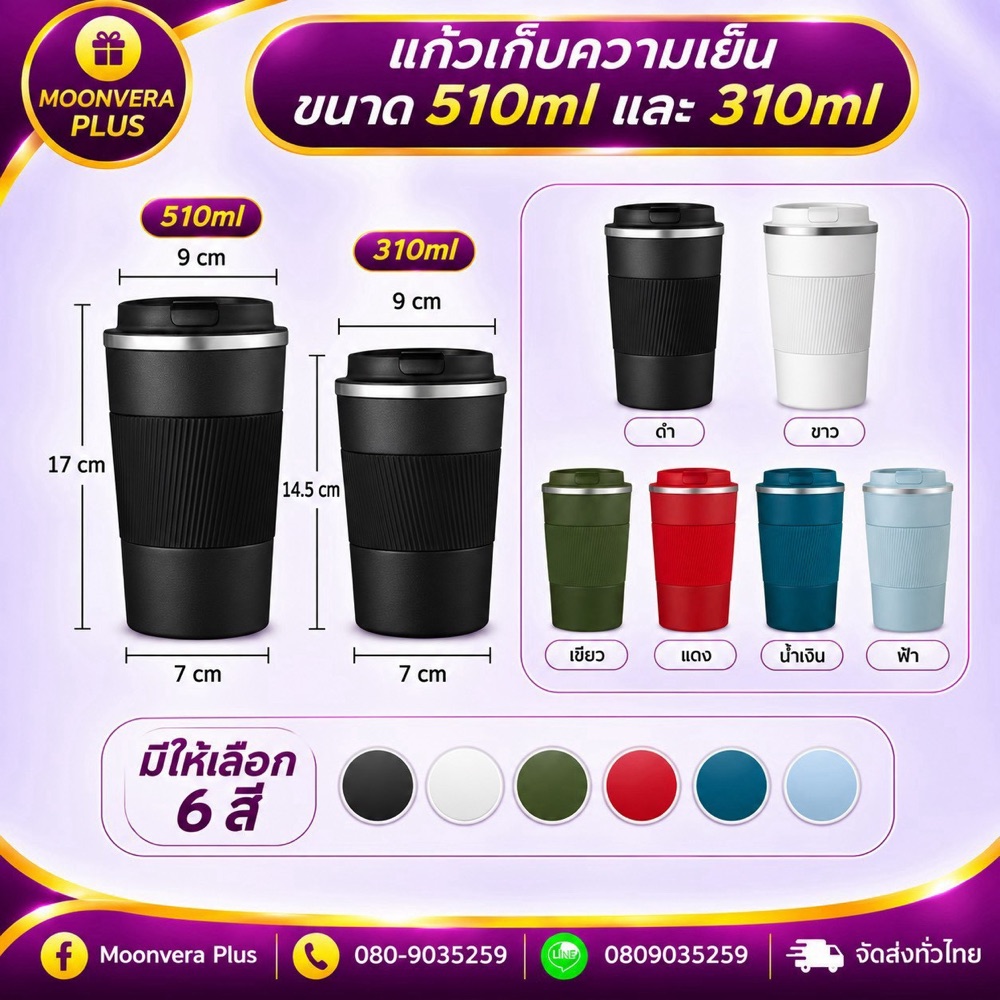 MOONVERA
PLUS
แก้วเก็บความเย็น
ขนาด 510ml และ 310ml
510ml
9 cm
17 cm
7 cm
310ml
9 cm
14.5 cm
7 cm
ดำ
ขาว
เขียว
แดง
น้ำเงิน
ฟ้า
มีให้เลือก
6 สี
f Moonvera Plus
080-9035259
LINE 0809035259
จัดส่งทั่วไทย